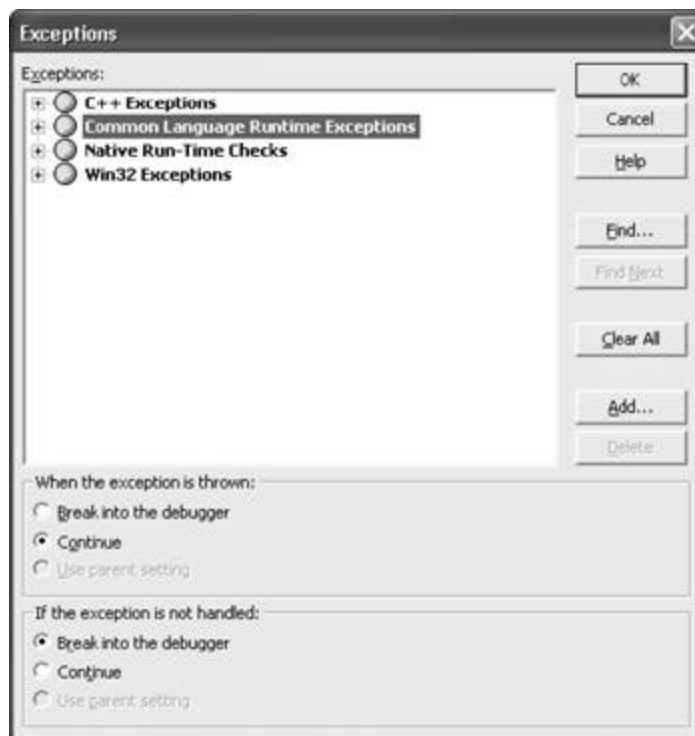 Exceptions
Exceptions:
C++ Exceptions
Common Language Runtime Exceptions
Native Run-Time Checks
Win32 Exceptions
OK
Cancel
Help
Find...
Find Next
Clear All
Add...
Delete
When the exception is thrown:
Break into the debugger
Continue
Use parent setting
If the exception is not handled:
Break into the debugger
Continue
Use parent setting